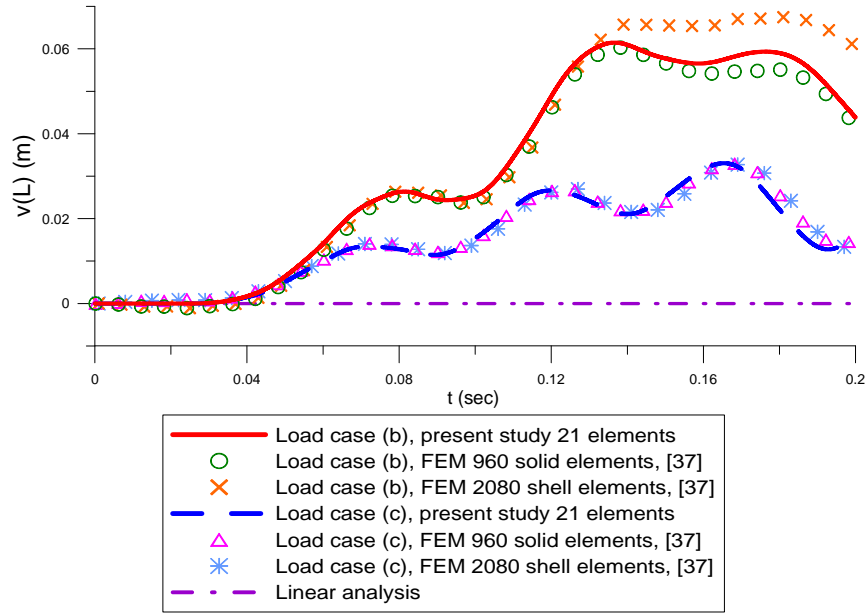 0.06
0.04
0.02
0
v(L) (m)
0 0.04 0.08 0.12 0.16 0.2
t (sec)
Load case (b), present study 21 elements
Load case (b), FEM 960 solid elements, [37]
Load case (b), FEM 2080 shell elements, [37]
Load case (c), present study 21 elements
Load case (c), FEM 960 solid elements, [37]
Load case (c), FEM 2080 shell elements, [37]
Linear analysis